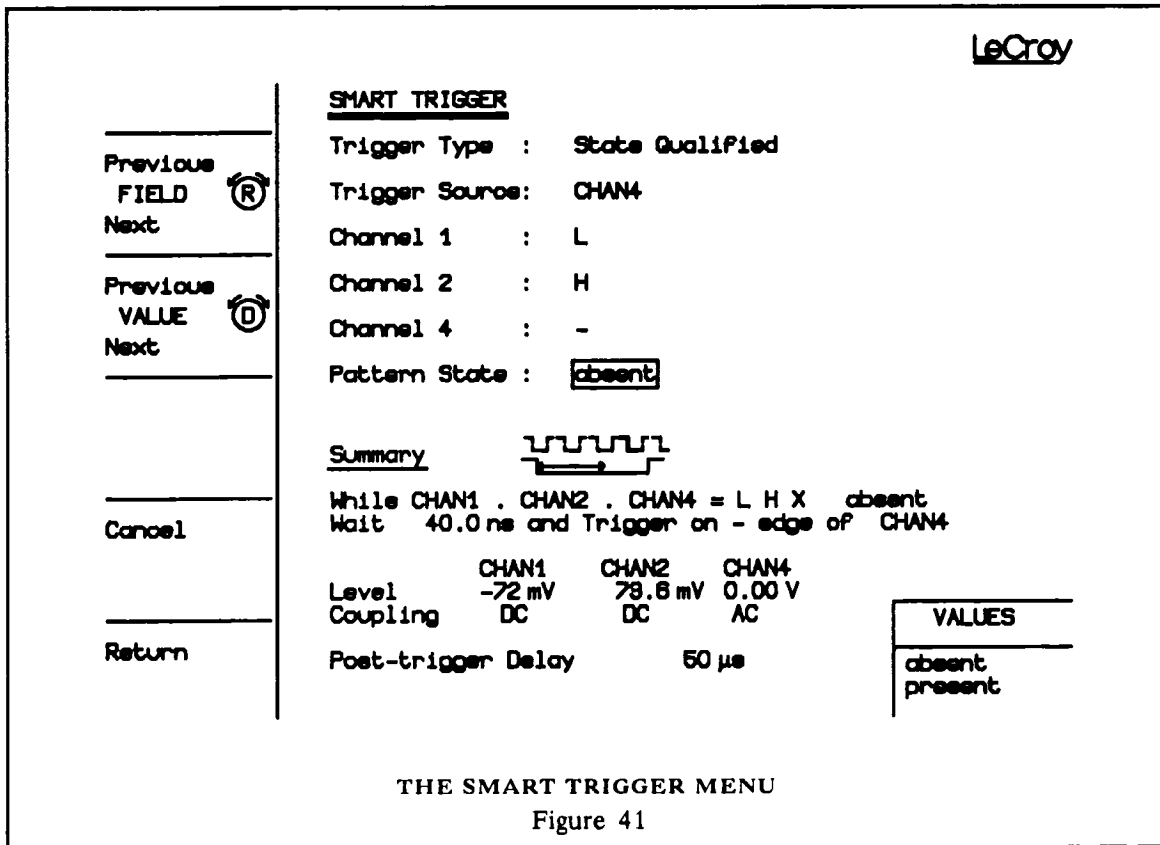 LeCroy
SMART TRIGGER
Previous
FIELD R
Next
Previous
VALUE D
Next
Cancel
Return
Trigger Type : State Qualified
Trigger Source: CHAN4
Channel 1 : L
Channel 2 : H
Channel 4 : -
Pattern State : absent
Summary
While CHAN1 . CHAN2 . CHAN4 = L H X absent
Wait 40.0 ns and Trigger on - edge of CHAN4
CHAN1 CHAN2 CHAN4
Level -72 mV 79.6 mV 0.00 V
Coupling DC DC AC
Post-trigger Delay 50 µs
VALUES
absent
present
THE SMART TRIGGER MENU
Figure 41